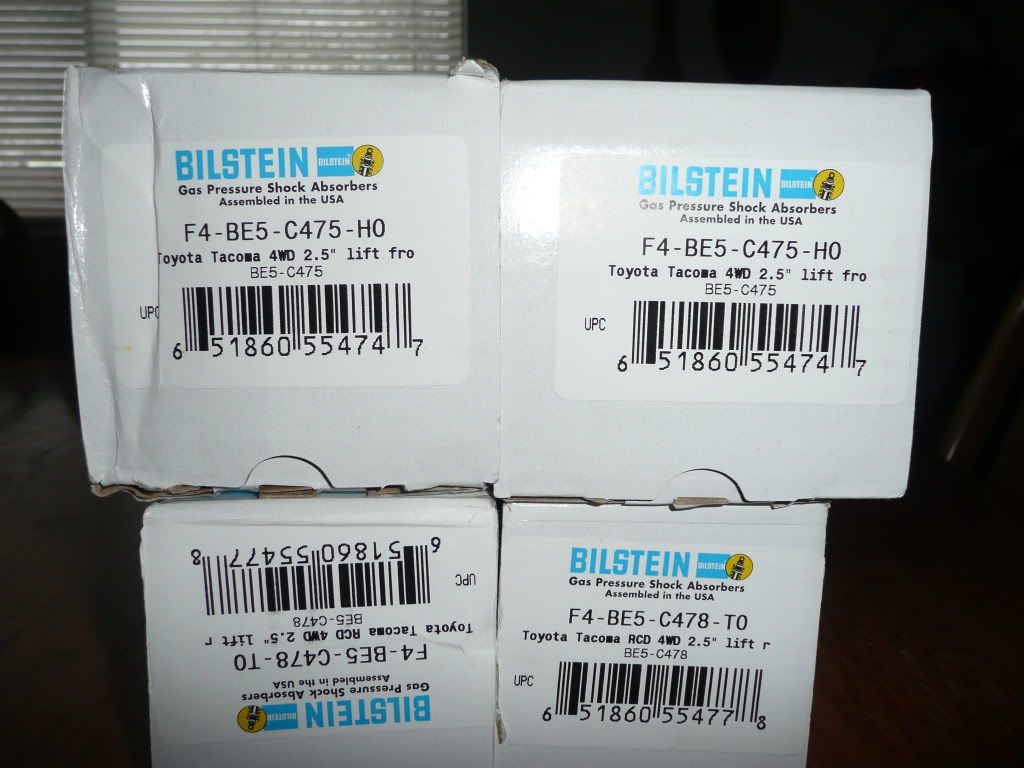 BILSTEIN BILSTEIN
Gas Pressure Shock Absorbers
Assembled in the USA
F4-BE5-C475-H0
Toyota Tacoma 4WD 2.5" lift fro
BE5-C475
UPC
6 51860 55474 7
BILSTEIN BILSTEIN
Gas Pressure Shock Absorbers
Assembled in the USA
F4-BE5-C475-H0
Toyota Tacoma 4WD 2.5" lift fro
BE5-C475
UPC
6 51860 55474 7
BILSTEIN BILSTEIN
Gas Pressure Shock Absorbers
Assembled in the USA
F4-BE5-C478-T0
Toyota Tacoma RCD 4WD 2.5" lift r
BE5-C478
UPC
6 51860 55477 8
BILSTEIN BILSTEIN
Gas Pressure Shock Absorbers
Assembled in the USA
F4-BE5-C478-T0
Toyota Tacoma RCD 4WD 2.5" lift r
BE5-C478
UPC
6 51860 55477 8